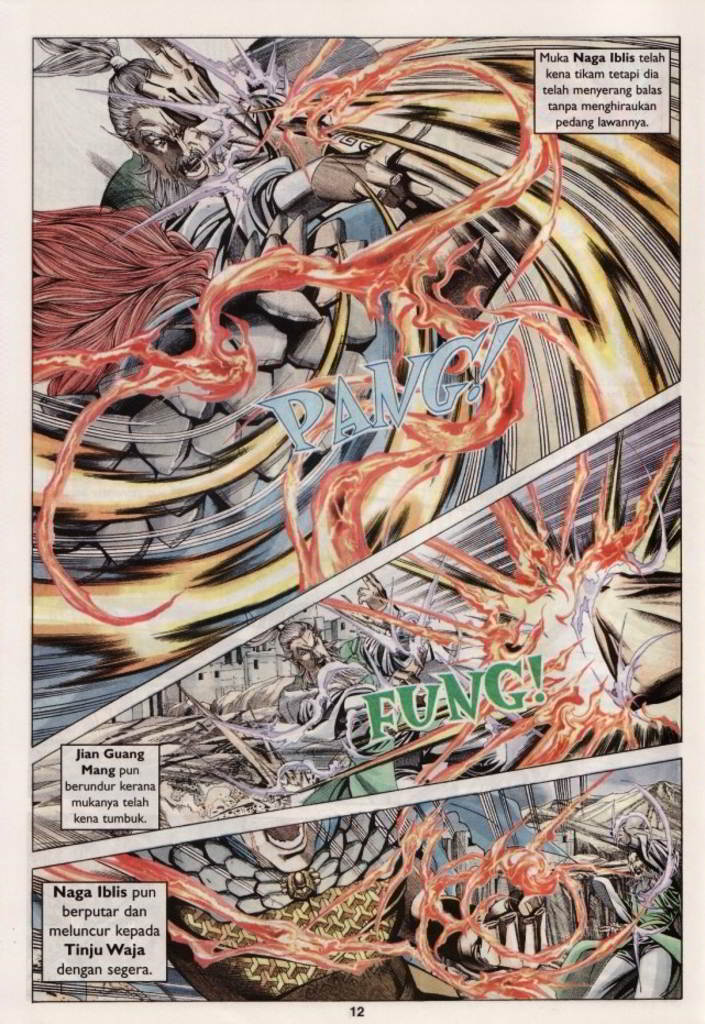 Muka Naga Iblis telah
kena tikam tetapi dia
telah menyerang balas
tanpa menghiraukan
pedang lawannya.
PANG!
FUNG!
Jian Guang
Mang pun
berundur kerana
mukanya telah
kena tumbuk.
Naga Iblis pun
berputar dan
meluncur kepada
Tinju Waja
dengan segera.
12